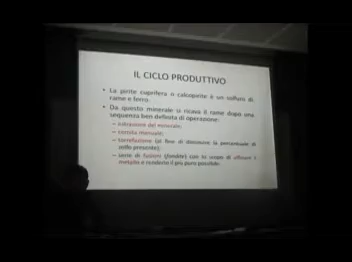 IL CICLO PRODUTTIVO
• La pirite cuprifera o calcopirite è un solfuro di
rame e ferro.
• Da questo minerale si ricava il rame dopo una
sequenza ben definita di operazione:
– estrazione del minerale;
– cernita manuale;
– torrefazione (al fine di diminuire la percentuale di
zolfo presente);
– serie di fusioni (fondite) con lo scopo di affinare il
metallo e renderlo il più puro possibile.